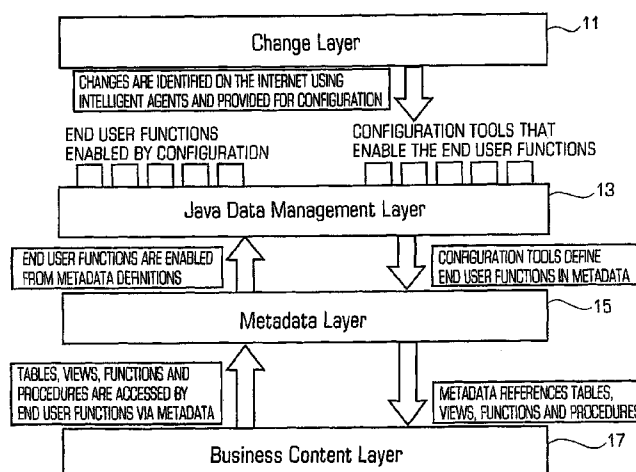 Change Layer
11
CHANGES ARE IDENTIFIED ON THE INTERNET USING
INTELLIGENT AGENTS AND PROVIDED FOR CONFIGURATION
END USER FUNCTIONS
ENABLED BY CONFIGURATION
CONFIGURATION TOOLS THAT
ENABLE THE END USER FUNCTIONS
Java Data Management Layer
13
END USER FUNCTIONS ARE ENABLED
FROM METADATA DEFINITIONS
CONFIGURATION TOOLS DEFINE
END USER FUNCTIONS IN METADATA
Metadata Layer
15
TABLES, VIEWS, FUNCTIONS AND
PROCEDURES ARE ACCESSED BY
END USER FUNCTIONS VIA METADATA
METADATA REFERENCES TABLES,
VIEWS, FUNCTIONS AND PROCEDURES
Business Content Layer
17